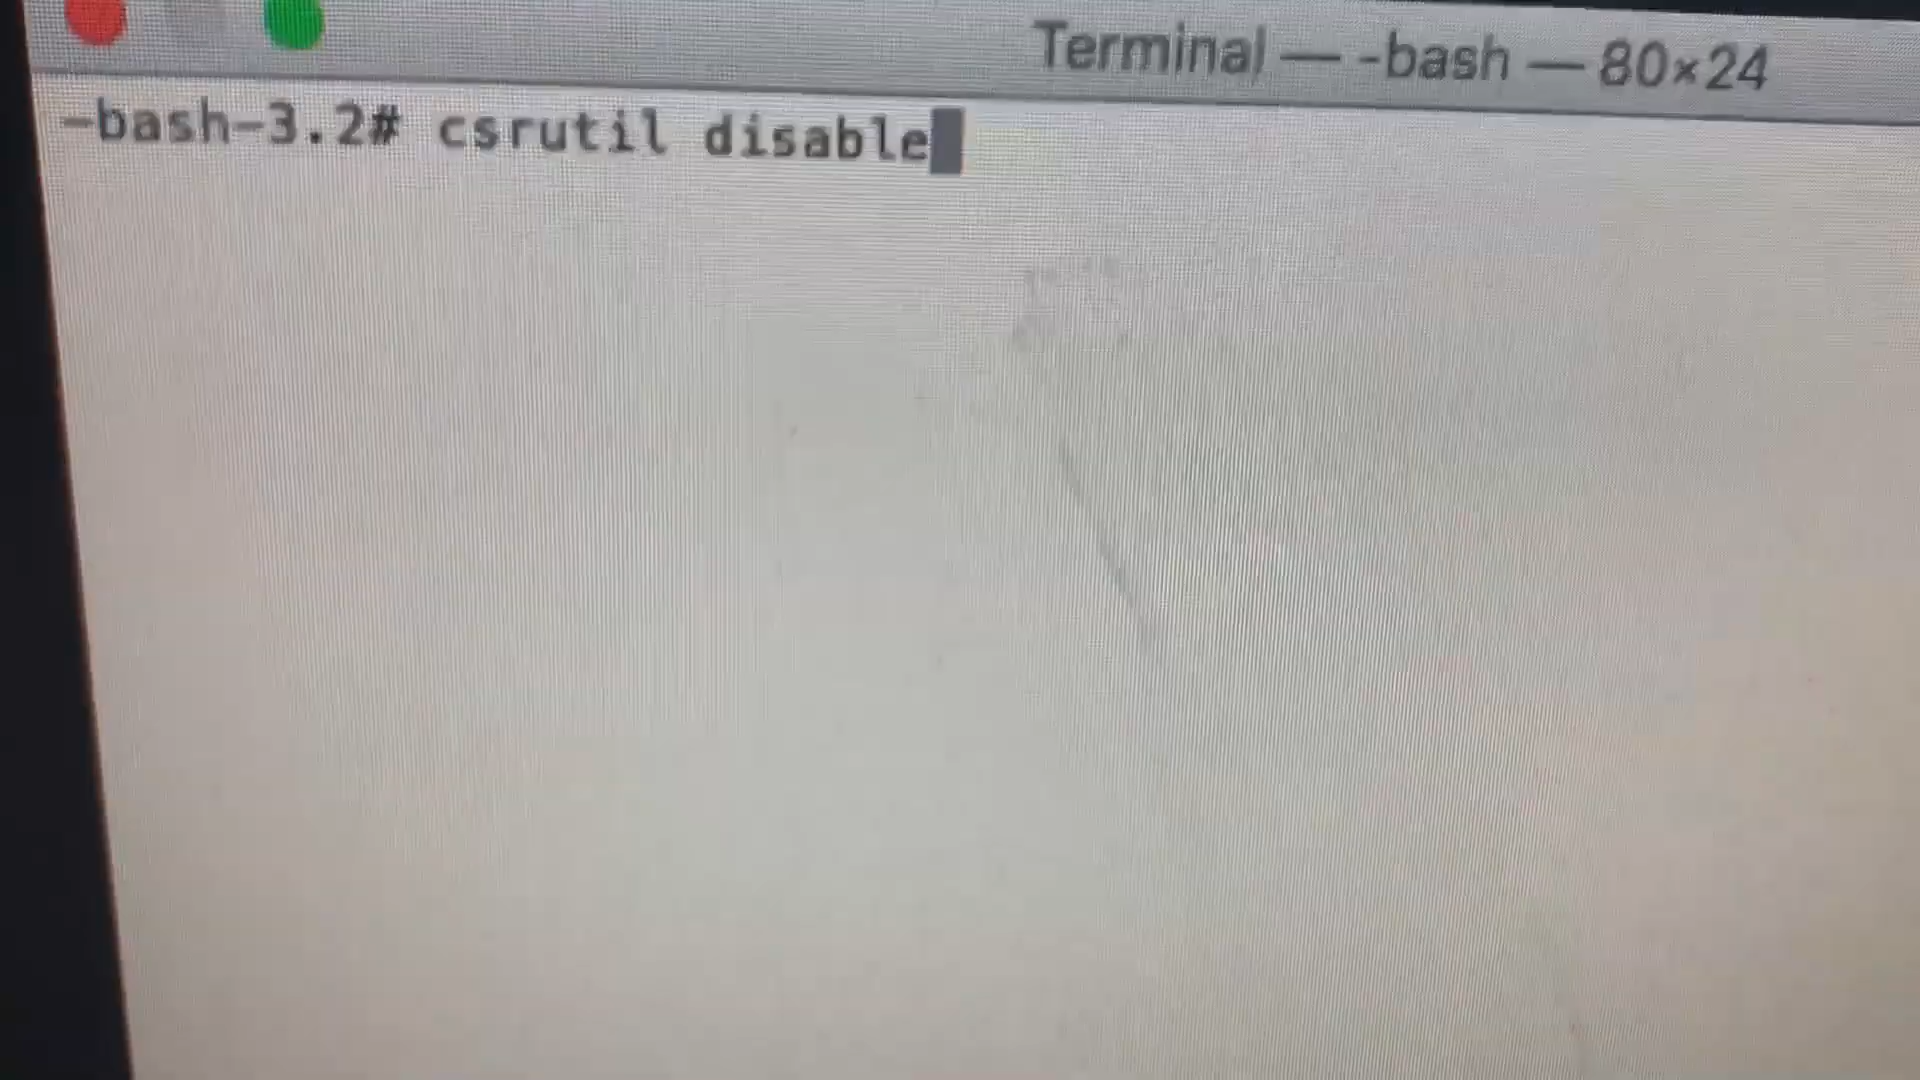 Terminal — -bash — 80×24
-bash-3.2# csrutil disable